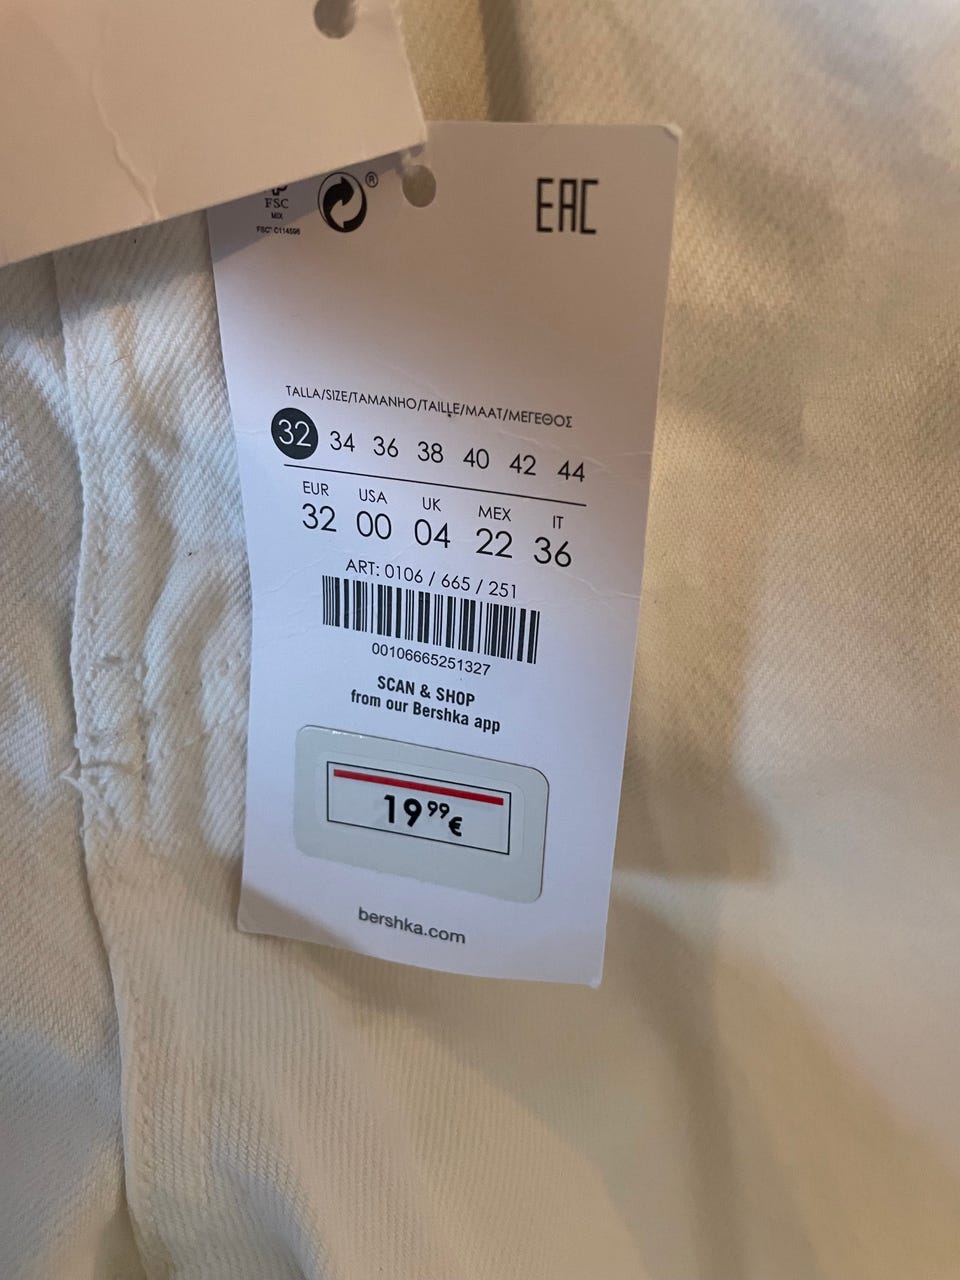 FSC
MIX
FSC® C114596
®
EAC
TALLA/SIZE/TAMANHO/TAILLE/MAAT/ΜΕΓΕΘΟΣ
32 34 36 38 40 42 44
EUR USA UK MEX IT
32 00 04 22 36
ART: 0106 / 665 / 251
00106665251327
SCAN & SHOP
from our Bershka app
19 99 €
bershka.com